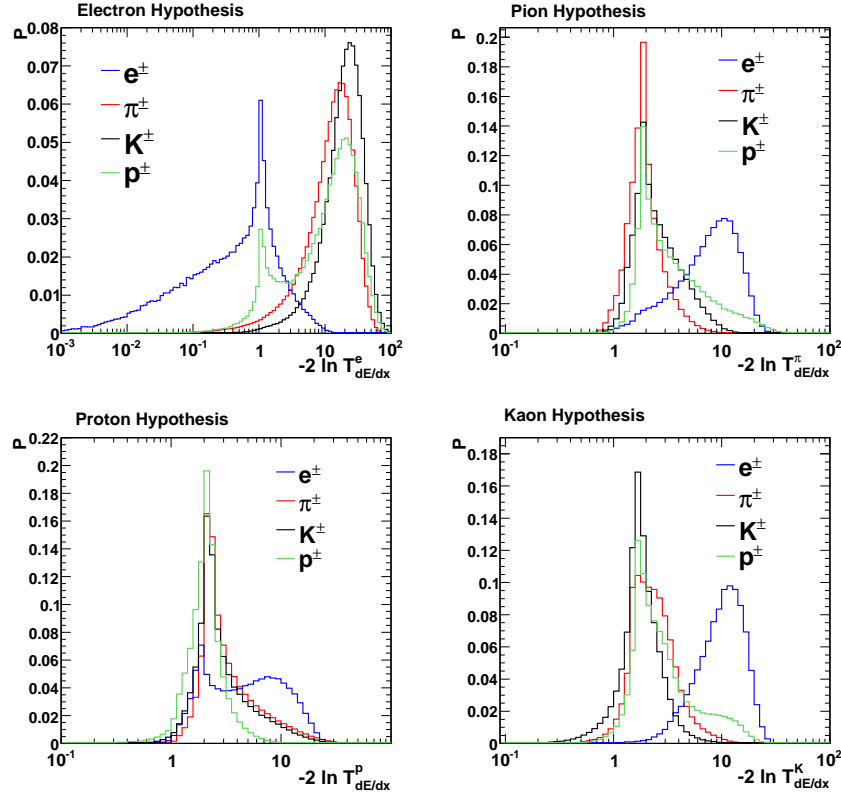 Electron Hypothesis
P
0.08
0.07
0.06
0.05
0.04
0.03
0.02
0.01
0
e±
π±
K±
p±
10⁻³ 10⁻² 10⁻¹ 1 10 10²
-2 ln T^e_dE/dx
Pion Hypothesis
P
0.2
0.18
0.16
0.14
0.12
0.1
0.08
0.06
0.04
0.02
0
e±
π±
K±
p±
10⁻¹ 1 10 10²
-2 ln T^π_dE/dx
Proton Hypothesis
P
0.22
0.2
0.18
0.16
0.14
0.12
0.1
0.08
0.06
0.04
0.02
0
e±
π±
K±
p±
10⁻¹ 1 10
-2 ln T^p_dE/dx
Kaon Hypothesis
P
0.18
0.16
0.14
0.12
0.1
0.08
0.06
0.04
0.02
0
e±
π±
K±
p±
10⁻¹ 1 10 10²
-2 ln T^K_dE/dx